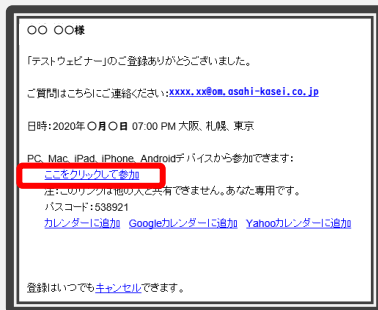 ○○ ○○様
「テストウェビナー」のご登録ありがとうございました。
ご質問はこちらにご連絡ください:xxxx.xx@om.asahi-kasei.co.jp
日時:2020年○月○日 07:00 PM 大阪、札幌、東京
PC, Mac, iPad, iPhone, Androidデバイスから参加できます:
ここをクリックして参加
注:このリンクは他の人と共有できません。あなた専用です。
パスコード:538921
カレンダーに追加 Googleカレンダーに追加 Yahooカレンダーに追加
登録はいつでもキャンセルできます。